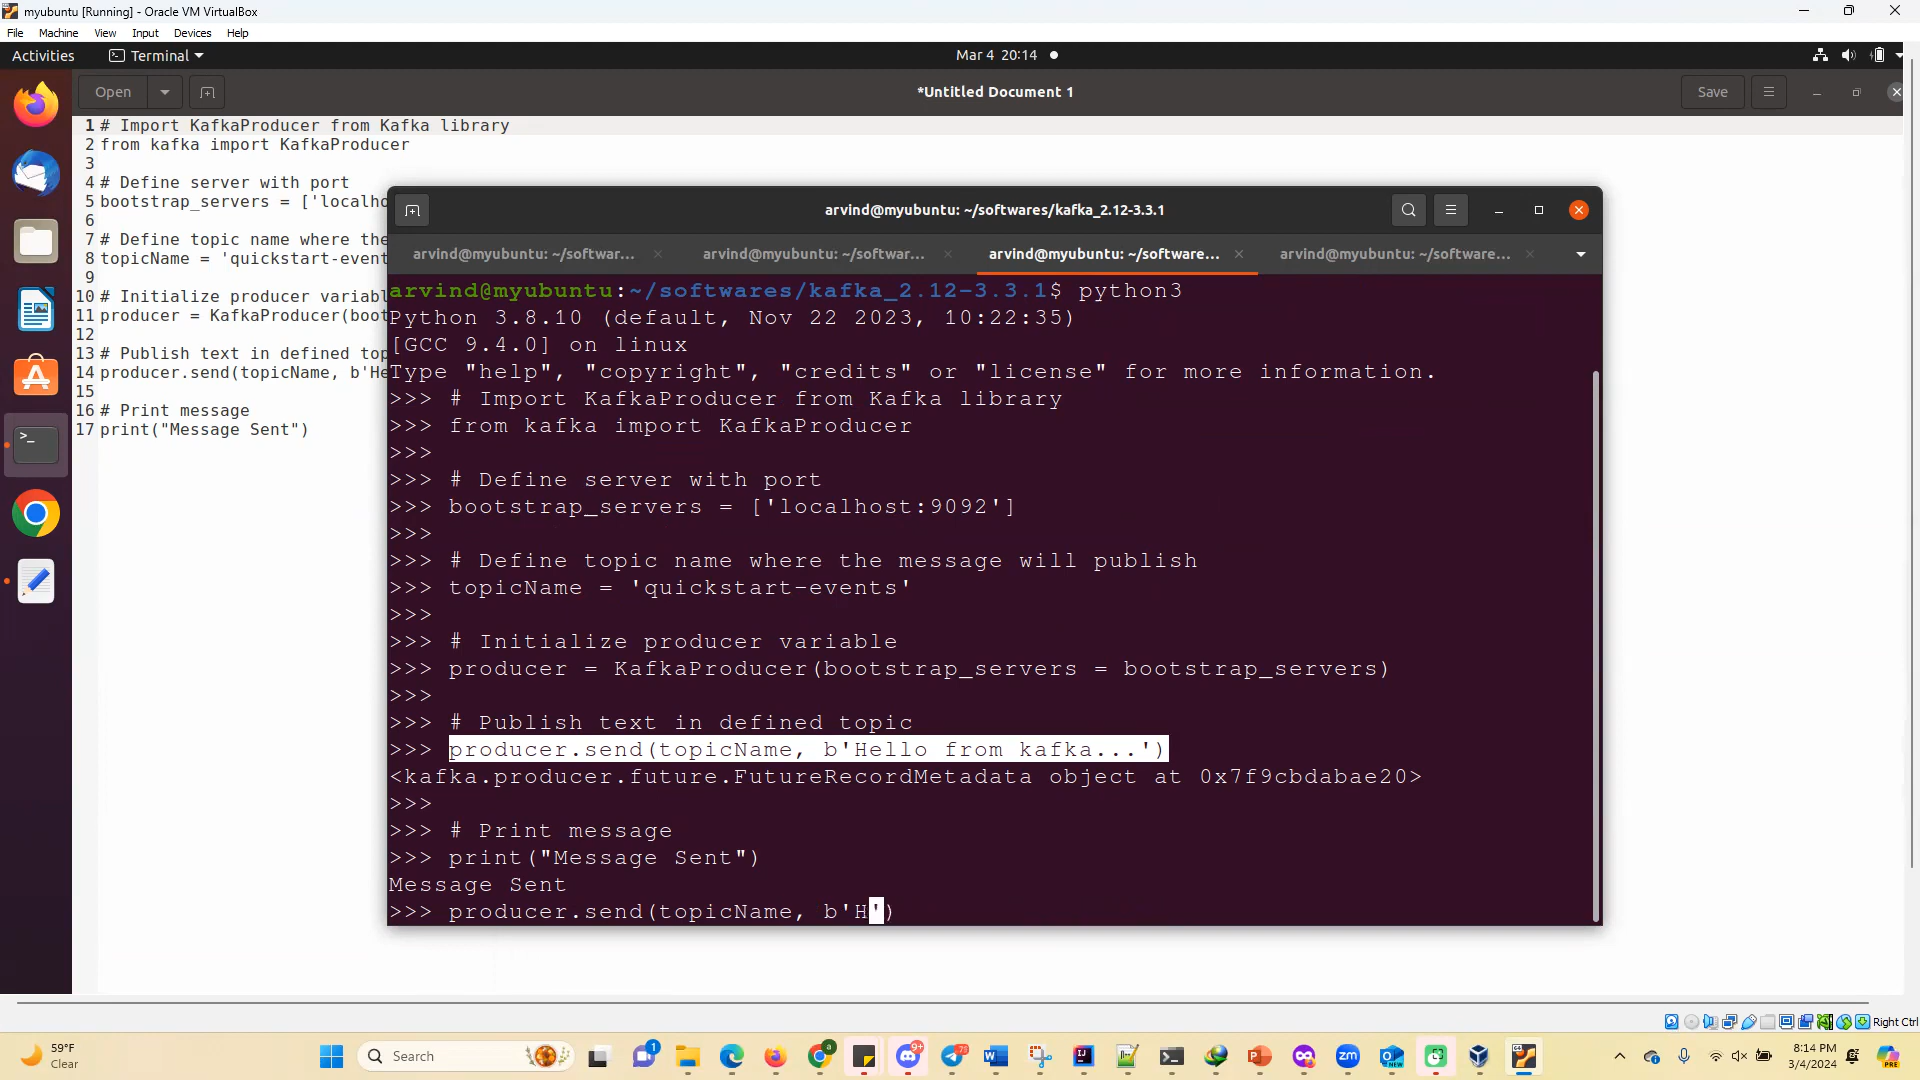 myubuntu [Running] - Oracle VM VirtualBox
File Machine View Input Devices Help
Activities Terminal Mar 4 20:14
Open *Untitled Document 1 Save
1 # Import KafkaProducer from Kafka library
2 from kafka import KafkaProducer
3
4 # Define server with port
5 bootstrap_servers = ['localho
6
7 # Define topic name where the
8 topicName = 'quickstart-event
9
10 # Initialize producer variabl
11 producer = KafkaProducer(boot
12
13 # Publish text in defined top
14 producer.send(topicName, b'He
15
16 # Print message
17 print("Message Sent")
arvind@myubuntu: ~/softwares/kafka_2.12-3.3.1
arvind@myubuntu: ~/softwar... arvind@myubuntu: ~/softwar... arvind@myubuntu: ~/software... arvind@myubuntu: ~/software...
arvind@myubuntu:~/softwares/kafka_2.12-3.3.1$ python3
Python 3.8.10 (default, Nov 22 2023, 10:22:35)
[GCC 9.4.0] on linux
Type "help", "copyright", "credits" or "license" for more information.
>>> # Import KafkaProducer from Kafka library
>>> from kafka import KafkaProducer
>>>
>>> # Define server with port
>>> bootstrap_servers = ['localhost:9092']
>>>
>>> # Define topic name where the message will publish
>>> topicName = 'quickstart-events'
>>>
>>> # Initialize producer variable
>>> producer = KafkaProducer(bootstrap_servers = bootstrap_servers)
>>>
>>> # Publish text in defined topic
>>> producer.send(topicName, b'Hello from kafka...')
<kafka.producer.future.FutureRecordMetadata object at 0x7f9cbdabae20>
>>>
>>> # Print message
>>> print("Message Sent")
Message Sent
>>> producer.send(topicName, b'H')
Right Ctrl
59°F
Clear
Search
8:14 PM
3/4/2024